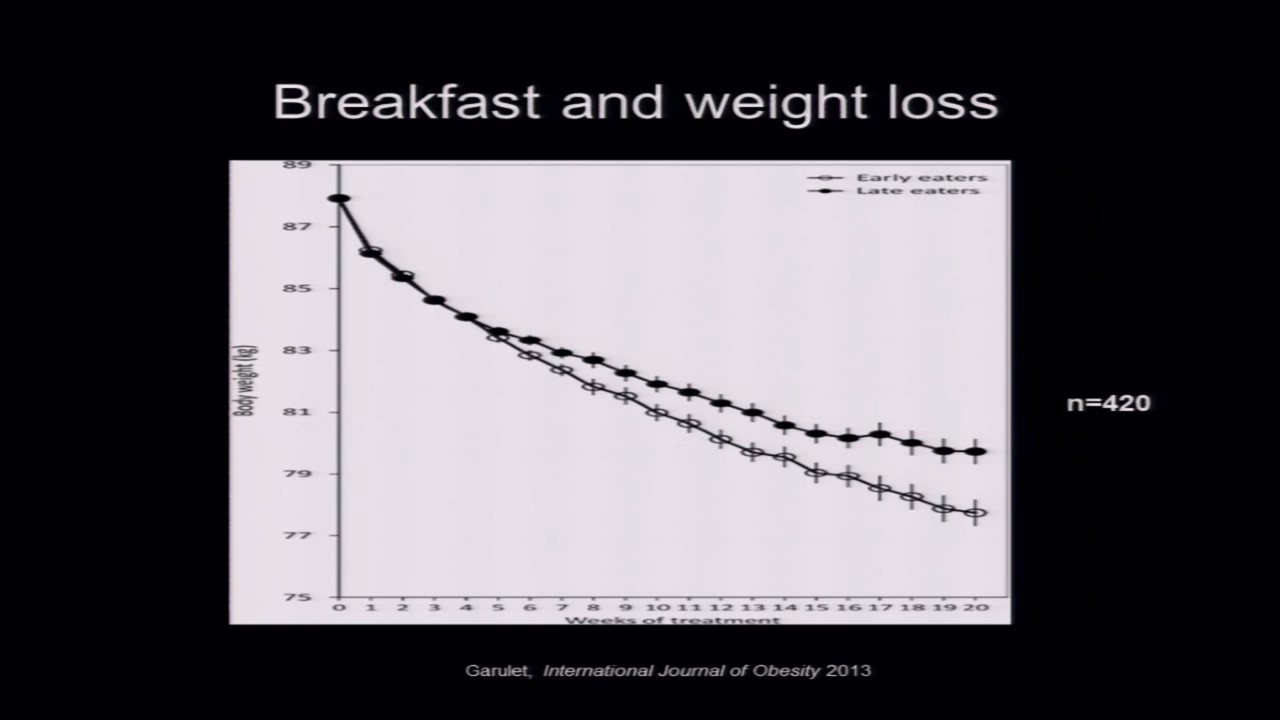 Breakfast and weight loss
89
Early eaters
Late eaters
87
85
83
81
79
77
75
Body weight (kg)
0 1 2 3 4 5 6 7 8 9 10 11 12 13 14 15 16 17 18 19 20
Weeks of treatment
n=420
Garulet, International Journal of Obesity 2013